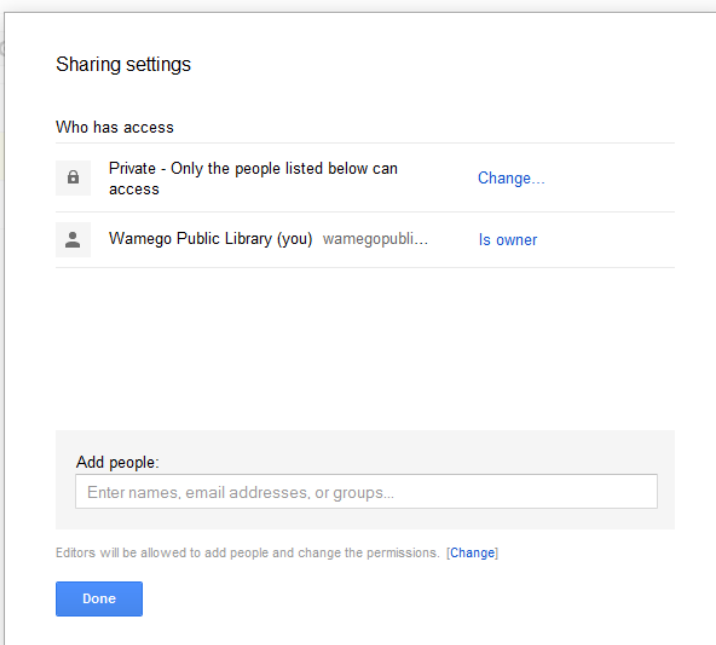 Sharing settings
Who has access
Private - Only the people listed below can
access
Change...
Wamego Public Library (you) wamegopubli...
Is owner
Add people:
Enter names, email addresses, or groups...
Editors will be allowed to add people and change the permissions. [Change]
Done